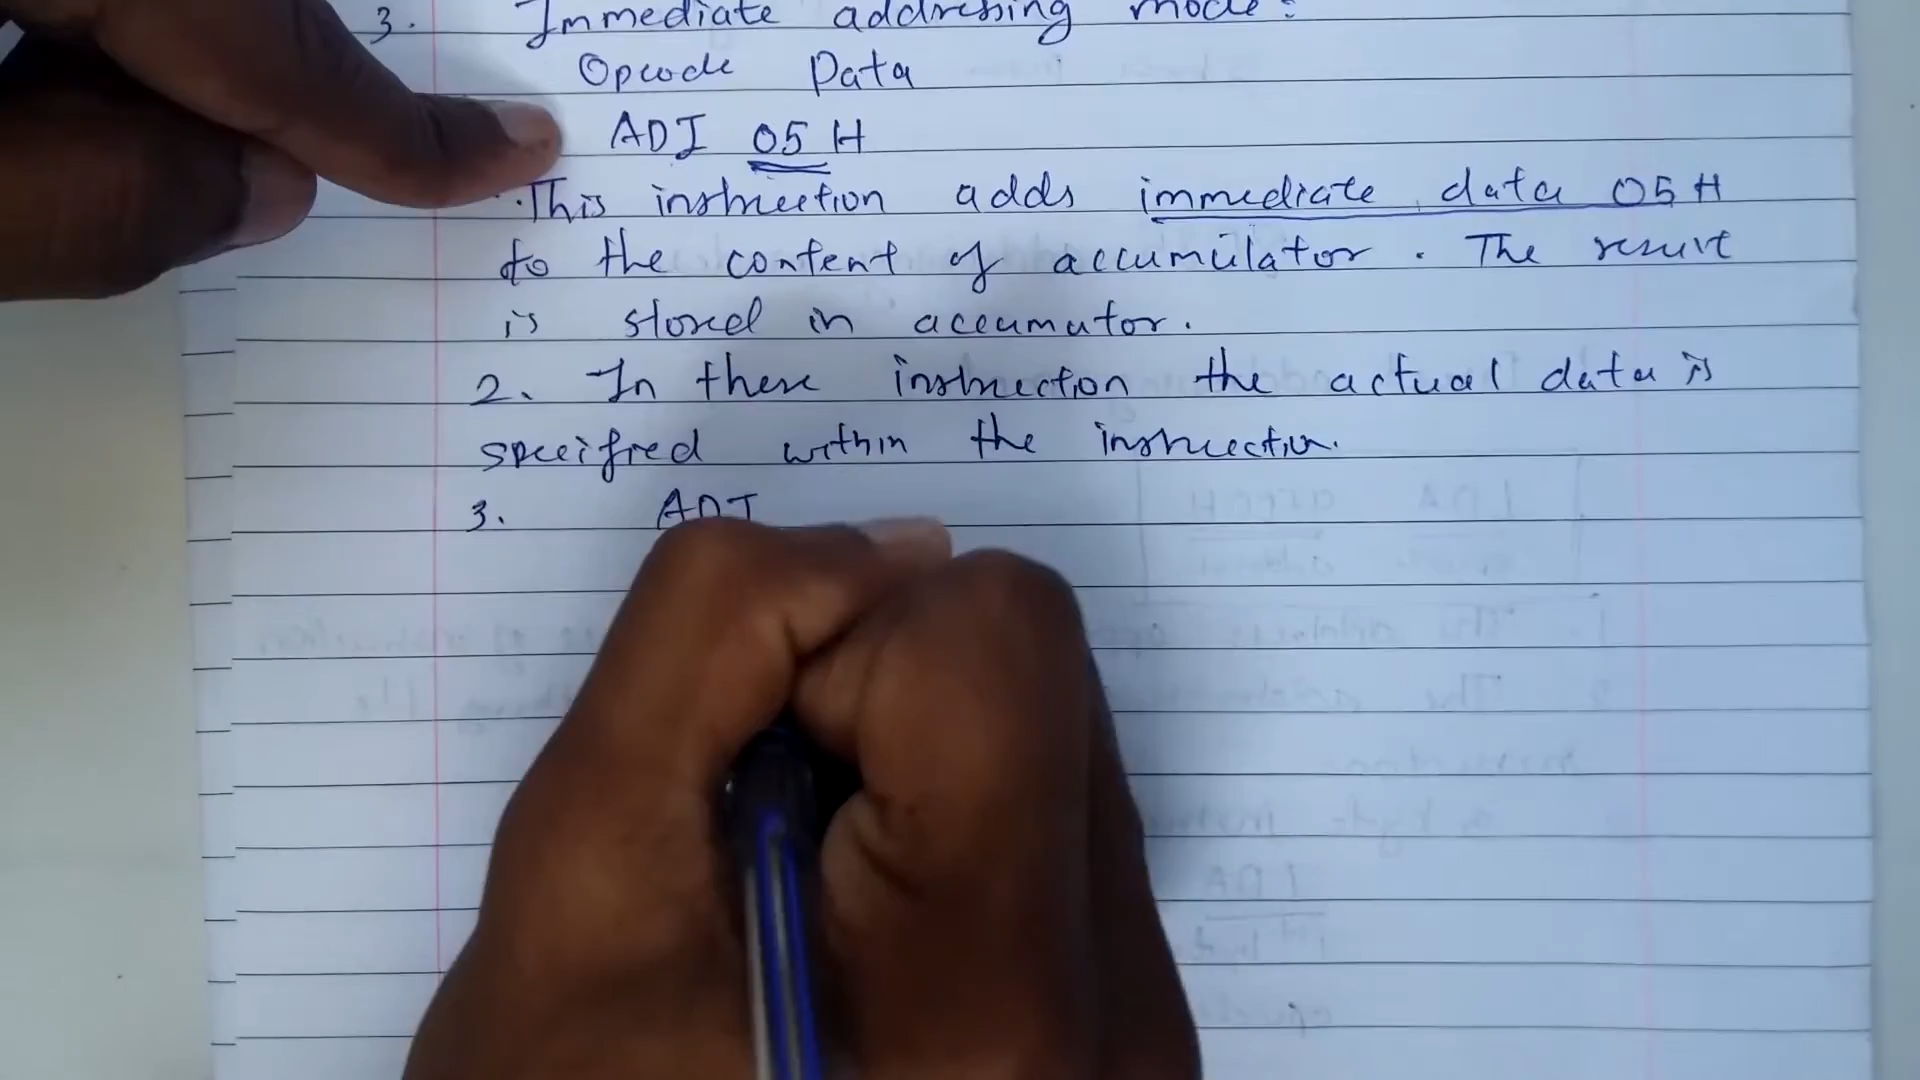 3. Immediate addressing mode:
Opcode Data
ADI 05 H
This instruction adds immediate data 05 H
to the content of accumulator. The result
is stored in accumator.
2. In these instruction the actual data is
specified within the instruction.
3. ADI